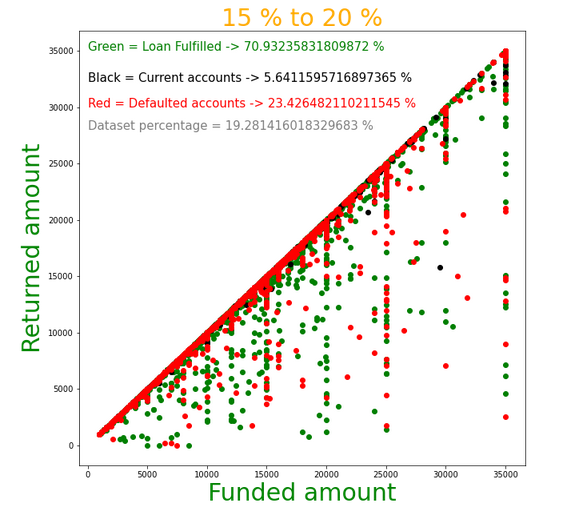 15 % to 20 %
Green = Loan Fulfilled -> 70.93235831809872 %
Black = Current accounts -> 5.6411595716897365 %
Red = Defaulted accounts -> 23.426482110211545 %
Dataset percentage = 19.281416018329683 %
Returned amount
35000
30000
25000
20000
15000
10000
5000
0
0 5000 10000 15000 20000 25000 30000 35000
Funded amount